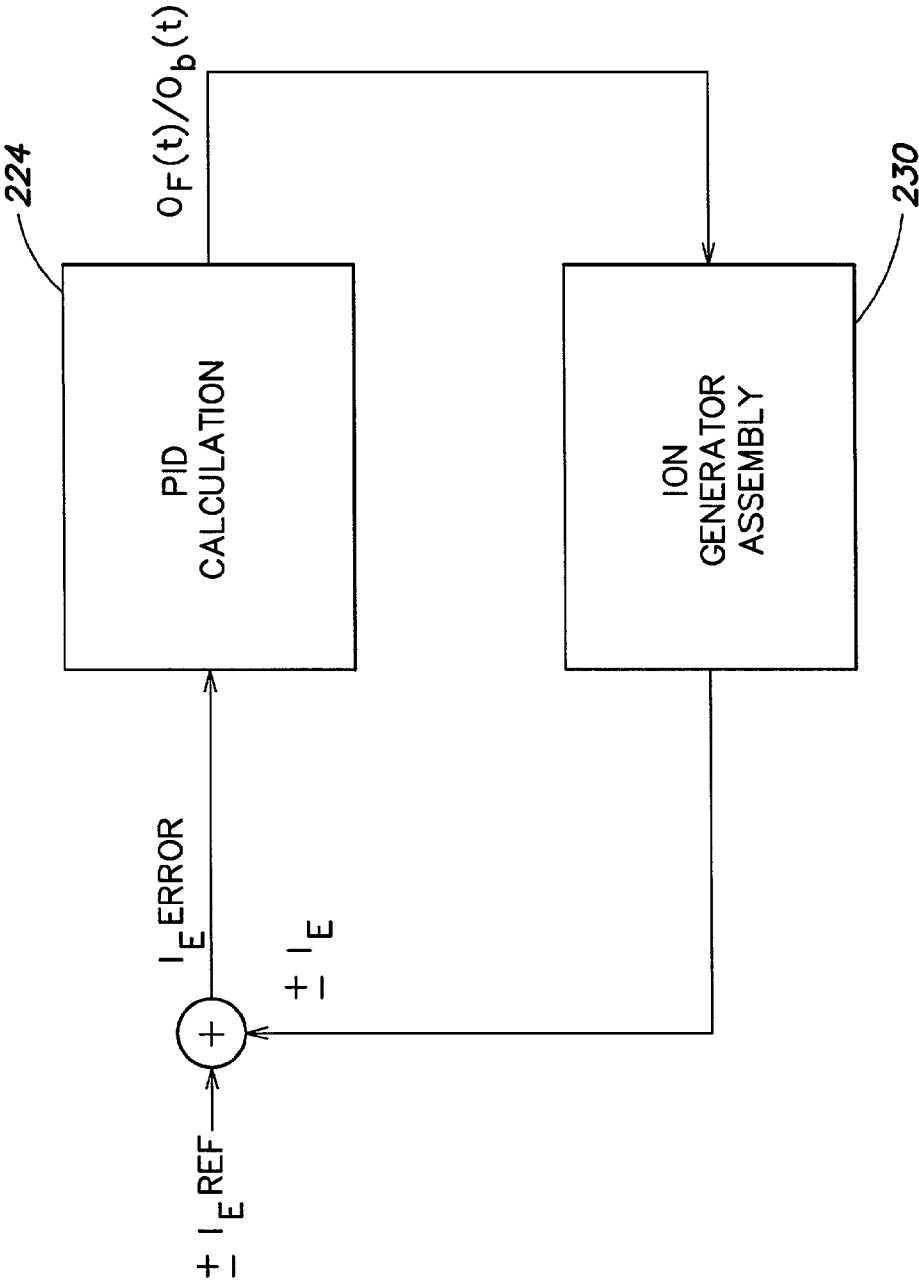 ± I_E REF
I_E ERROR
± I_E
PID
CALCULATION
224
O_F(t)/O_b(t)
ION
GENERATOR
ASSEMBLY
230